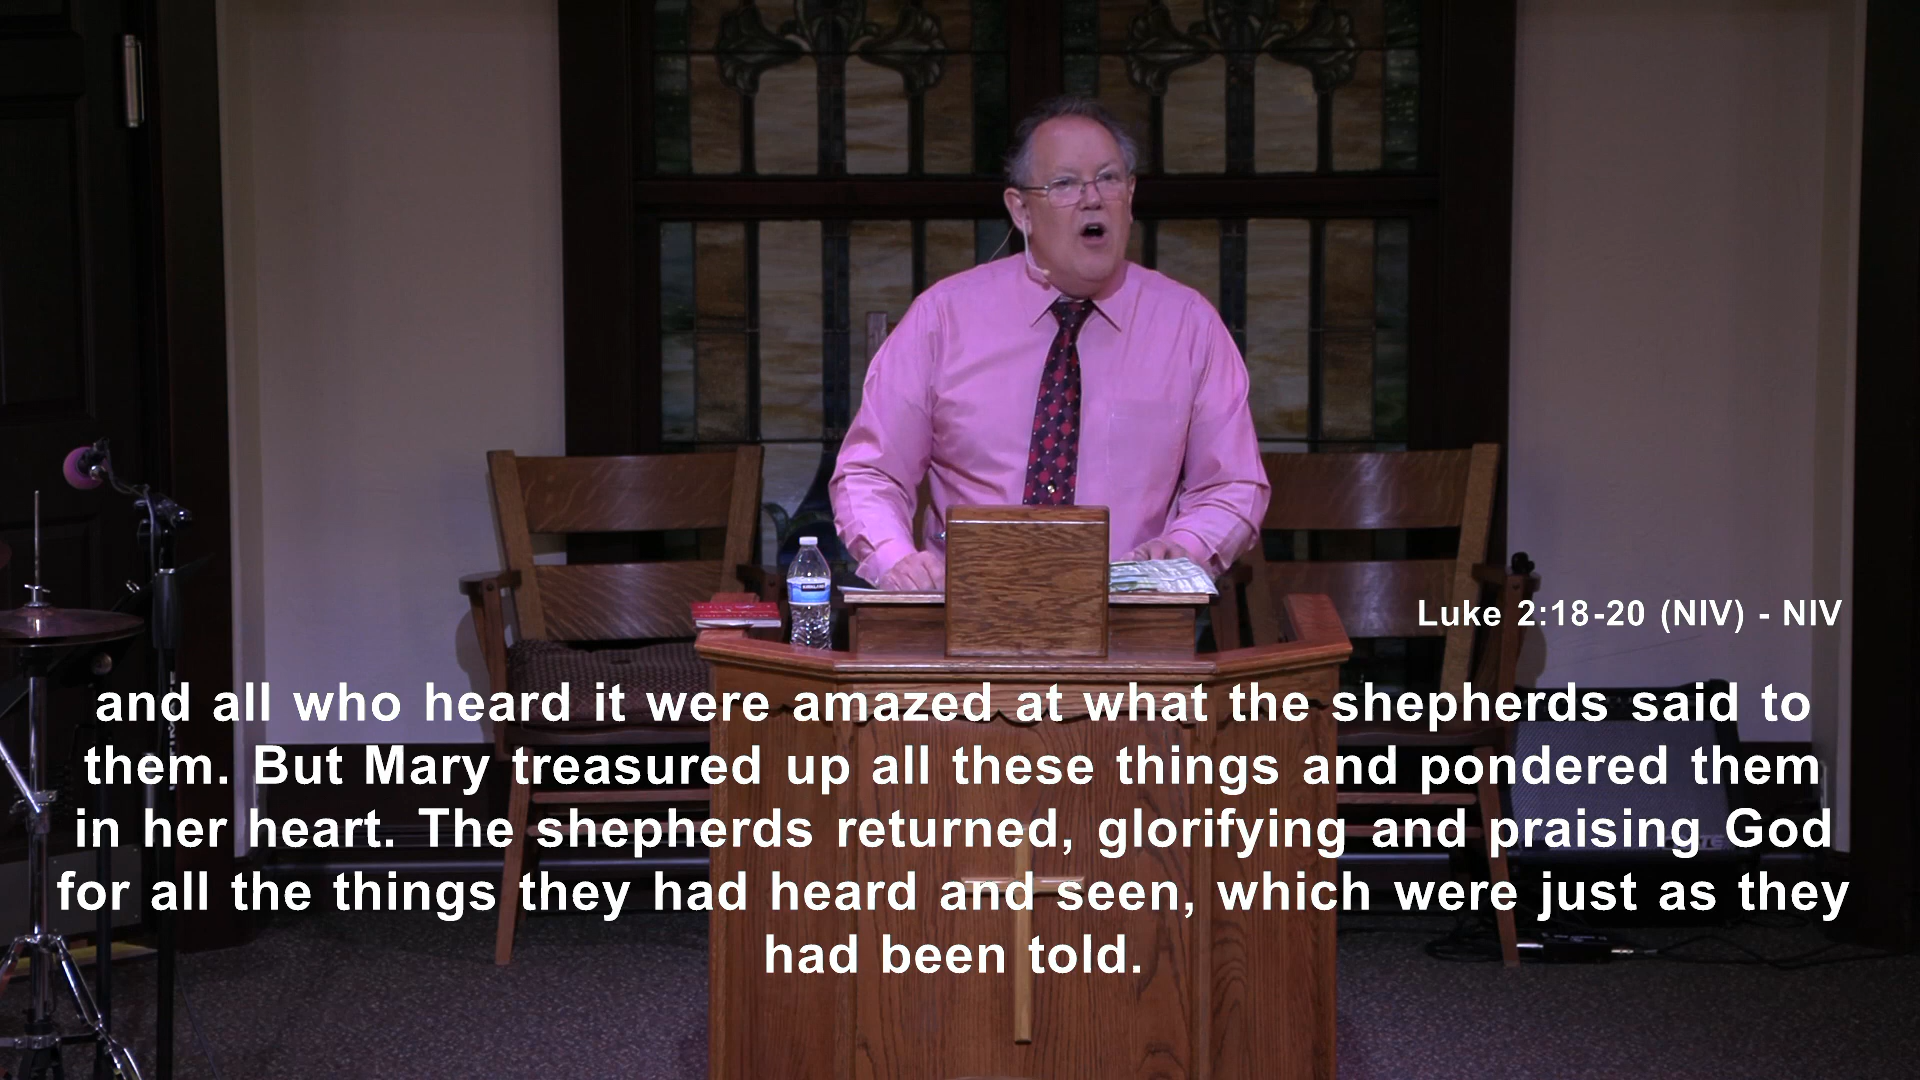 Luke 2:18-20 (NIV) - NIV
and all who heard it were amazed at what the shepherds said to
them. But Mary treasured up all these things and pondered them
in her heart. The shepherds returned, glorifying and praising God
for all the things they had heard and seen, which were just as they
had been told.